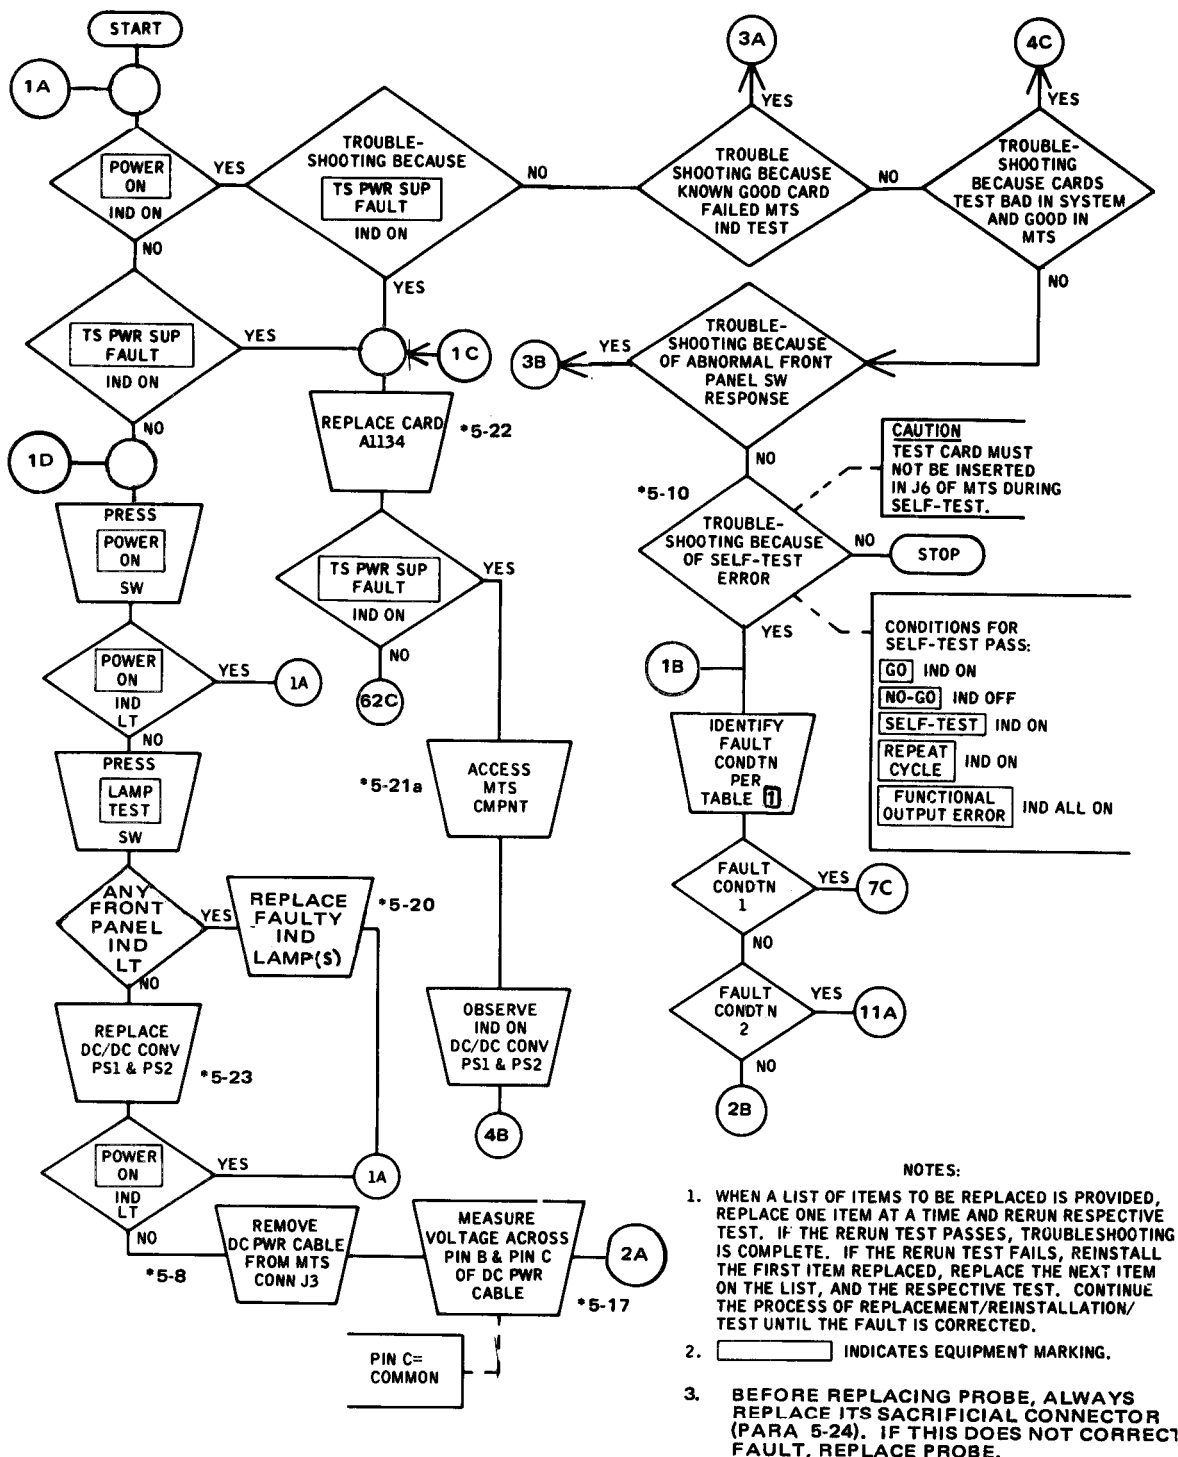 START
1A
POWER
ON
IND ON
YES
NO
TROUBLE-
SHOOTING BECAUSE
TS PWR SUP
FAULT
IND ON
NO
YES
3A
YES
TROUBLE
SHOOTING BECAUSE
KNOWN GOOD CARD
FAILED MTS
IND TEST
NO
4C
YES
TROUBLE-
SHOOTING
BECAUSE CARDS
TEST BAD IN SYSTEM
AND GOOD IN
MTS
NO
TS PWR SUP
FAULT
IND ON
YES
NO
1C
3B
YES
TROUBLE-
SHOOTING BECAUSE
OF ABNORMAL FRONT
PANEL SW
RESPONSE
NO
REPLACE CARD
A1134
*5-22
CAUTION
TEST CARD MUST
NOT BE INSERTED
IN J6 OF MTS DURING
SELF-TEST.
1D
PRESS
POWER
ON
SW
*5-10
TROUBLE-
SHOOTING BECAUSE
OF SELF-TEST
ERROR
NO
STOP
YES
TS PWR SUP
FAULT
IND ON
YES
NO
62C
CONDITIONS FOR
SELF-TEST PASS:
GO IND ON
NO-GO IND OFF
SELF-TEST IND ON
REPEAT
CYCLE IND ON
FUNCTIONAL
OUTPUT ERROR IND ALL ON
POWER
ON
IND
LT
YES
1A
NO
1B
IDENTIFY
FAULT
CONDTN
PER
TABLE 1
PRESS
LAMP
TEST
SW
*5-21a
ACCESS
MTS
CMPNT
ANY
FRONT
PANEL
IND
LT
YES
NO
REPLACE
FAULTY
IND
LAMP(S)
*5-20
FAULT
CONDTN
1
YES
7C
NO
FAULT
CONDTN
2
YES
11A
NO
2B
REPLACE
DC/DC CONV
PS1 & PS2
*5-23
OBSERVE
IND ON
DC/DC CONV
PS1 & PS2
4B
POWER
ON
IND
LT
YES
1A
NO
*5-8
REMOVE
DC PWR CABLE
FROM MTS
CONN J3
MEASURE
VOLTAGE ACROSS
PIN B & PIN C
OF DC PWR
CABLE
*5-17
2A
PIN C=
COMMON
NOTES:
1. WHEN A LIST OF ITEMS TO BE REPLACED IS PROVIDED,
REPLACE ONE ITEM AT A TIME AND RERUN RESPECTIVE
TEST. IF THE RERUN TEST PASSES, TROUBLESHOOTING
IS COMPLETE. IF THE RERUN TEST FAILS, REINSTALL
THE FIRST ITEM REPLACED, REPLACE THE NEXT ITEM
ON THE LIST, AND THE RESPECTIVE TEST. CONTINUE
THE PROCESS OF REPLACEMENT/REINSTALLATION/
TEST UNTIL THE FAULT IS CORRECTED.
2. INDICATES EQUIPMENT MARKING.
3. BEFORE REPLACING PROBE, ALWAYS
REPLACE ITS SACRIFICIAL CONNECTOR
(PARA 5-24). IF THIS DOES NOT CORRECT
FAULT, REPLACE PROBE.